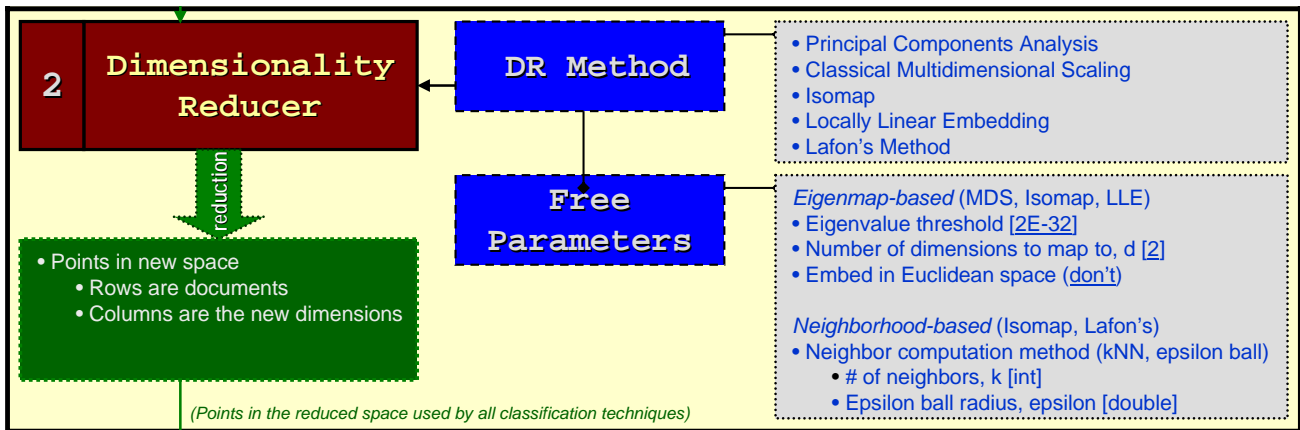 2
Dimensionality
Reducer
reduction
• Points in new space
• Rows are documents
• Columns are the new dimensions
DR Method
Free
Parameters
• Principal Components Analysis
• Classical Multidimensional Scaling
• Isomap
• Locally Linear Embedding
• Lafon's Method
Eigenmap-based (MDS, Isomap, LLE)
• Eigenvalue threshold [2E-32]
• Number of dimensions to map to, d [2]
• Embed in Euclidean space (don't)
Neighborhood-based (Isomap, Lafon's)
• Neighbor computation method (kNN, epsilon ball)
• # of neighbors, k [int]
• Epsilon ball radius, epsilon [double]
(Points in the reduced space used by all classification techniques)